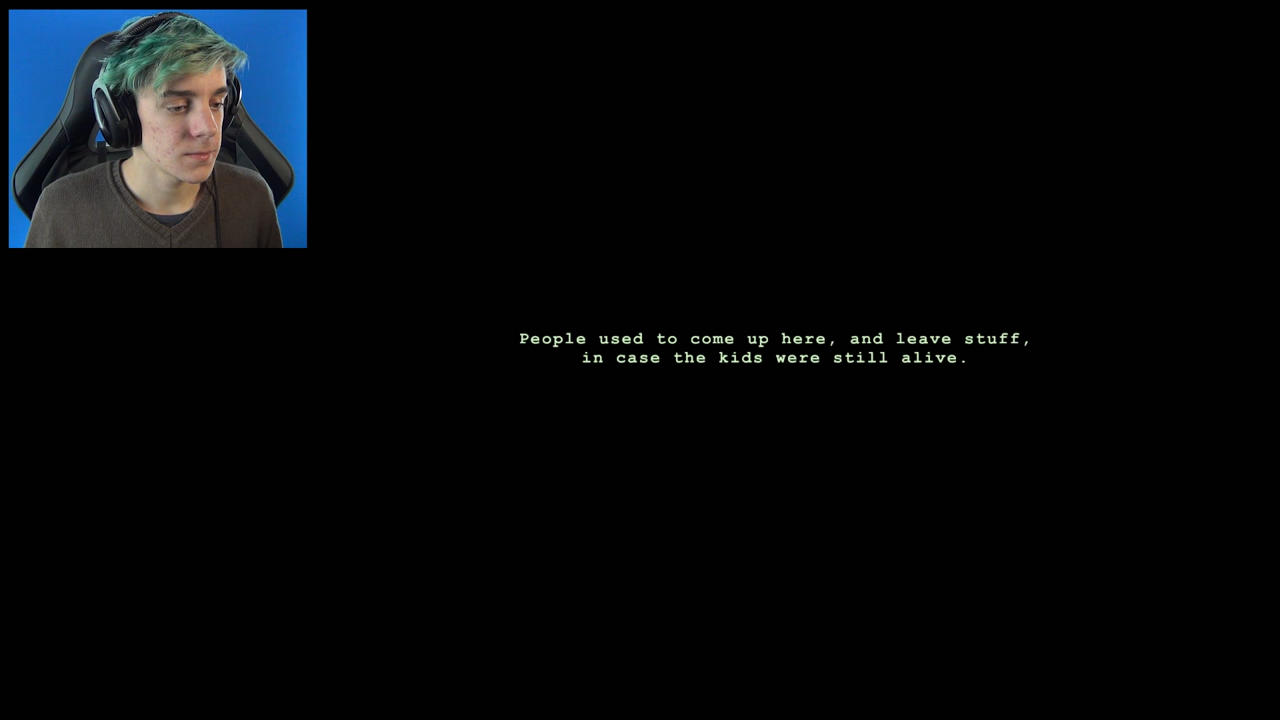 People used to come up here, and leave stuff,
in case the kids were still alive.